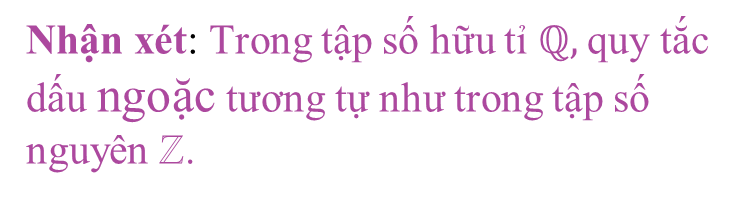 Nhận xét: Trong tập số hữu tỉ ℚ, quy tắc
dấu ngoặc tương tự như trong tập số
nguyên ℤ.